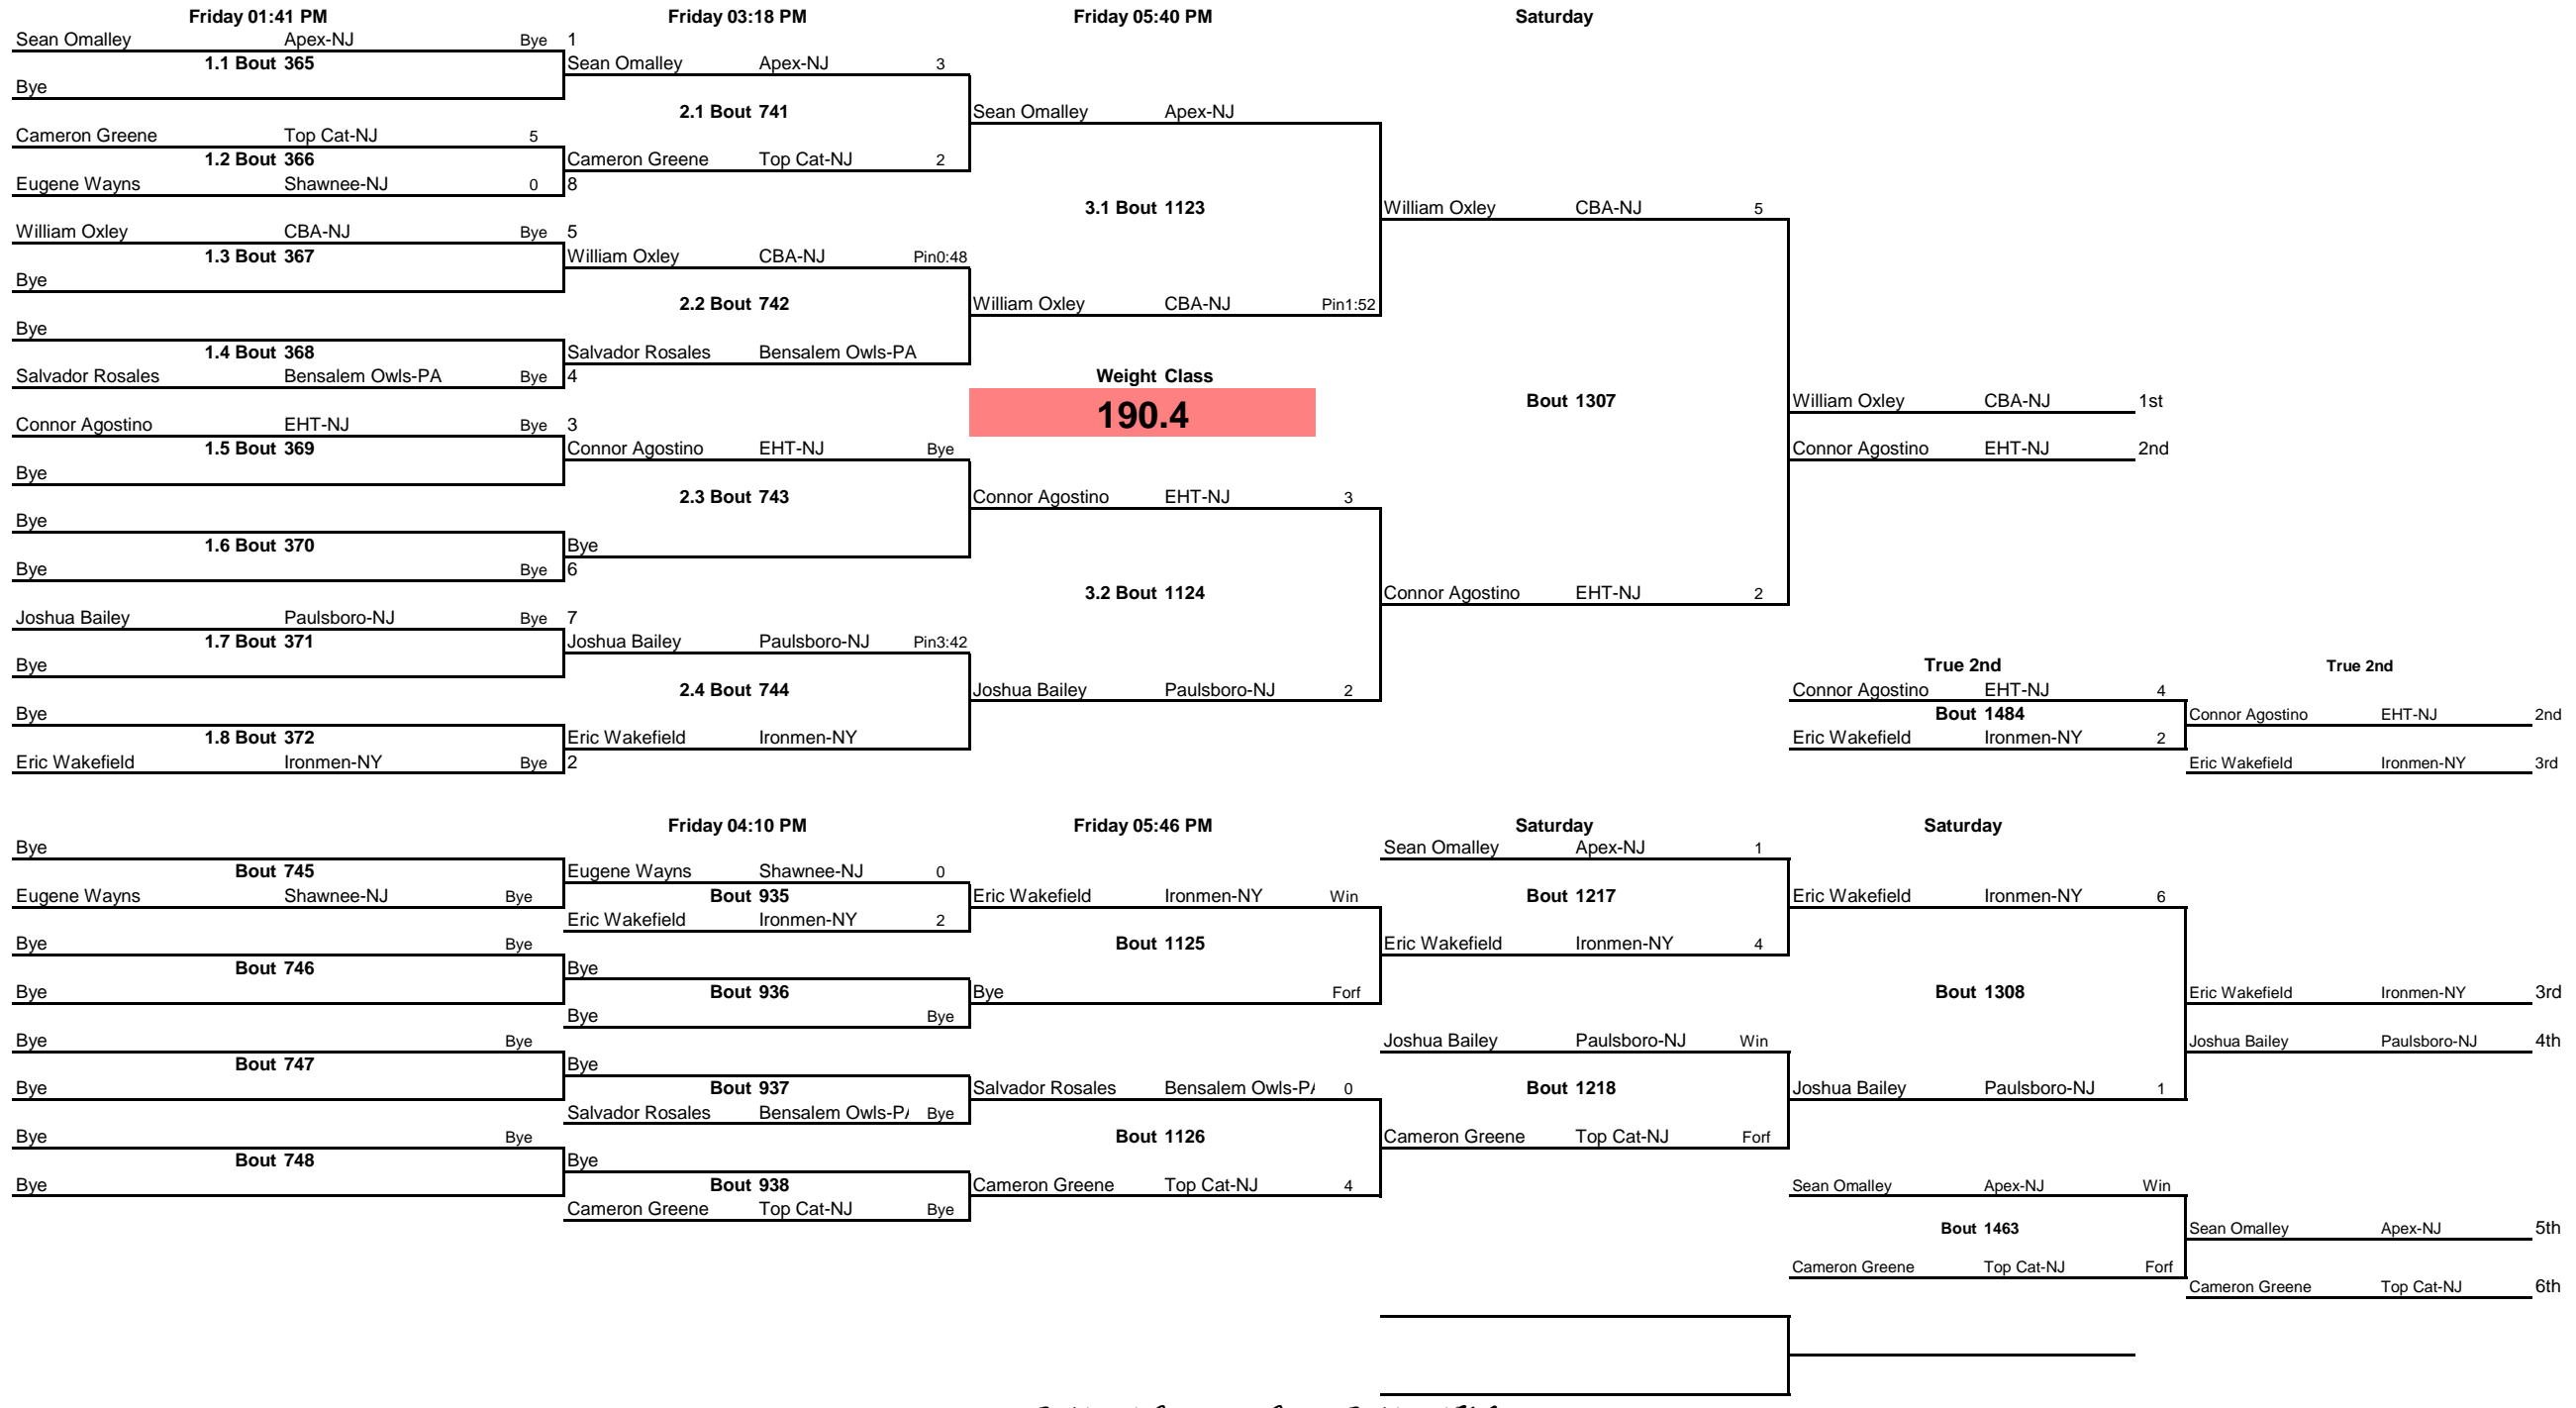 Friday 01:41 PM Friday 03:18 PM Friday 05:40 PM Saturday
Sean Omalley Apex-NJ Bye 1
1.1 Bout 365 Sean Omalley Apex-NJ 3
Bye
2.1 Bout 741 Sean Omalley Apex-NJ
Cameron Greene Top Cat-NJ 5
1.2 Bout 366 Cameron Greene Top Cat-NJ 2
Eugene Wayns Shawnee-NJ 0 8
3.1 Bout 1123 William Oxley CBA-NJ 5
William Oxley CBA-NJ Bye 5
1.3 Bout 367 William Oxley CBA-NJ Pin0:48
Bye
2.2 Bout 742 William Oxley CBA-NJ Pin1:52
Bye
1.4 Bout 368 Salvador Rosales Bensalem Owls-PA
Salvador Rosales Bensalem Owls-PA Bye 4 Weight Class
Bout 1307 William Oxley CBA-NJ 1st
190.4
Connor Agostino EHT-NJ Bye 3
1.5 Bout 369 Connor Agostino EHT-NJ Bye Connor Agostino EHT-NJ 2nd
Bye
2.3 Bout 743 Connor Agostino EHT-NJ 3
Bye
1.6 Bout 370 Bye
Bye Bye 6
3.2 Bout 1124 Connor Agostino EHT-NJ 2
Joshua Bailey Paulsboro-NJ Bye 7
1.7 Bout 371 Joshua Bailey Paulsboro-NJ Pin3:42
Bye True 2nd True 2nd
2.4 Bout 744 Joshua Bailey Paulsboro-NJ 2 Connor Agostino EHT-NJ 4
Bye Bout 1484 Connor Agostino EHT-NJ 2nd
1.8 Bout 372 Eric Wakefield Ironmen-NY Eric Wakefield Ironmen-NY 2
Eric Wakefield Ironmen-NY Bye 2 Eric Wakefield Ironmen-NY 3rd
Friday 04:10 PM Friday 05:46 PM Saturday Saturday
Bye Sean Omalley Apex-NJ 1
Bout 745 Eugene Wayns Shawnee-NJ 0
Eugene Wayns Shawnee-NJ Bye Bout 935 Eric Wakefield Ironmen-NY Win Bout 1217 Eric Wakefield Ironmen-NY 6
Eric Wakefield Ironmen-NY 2
Bye Bye Bout 1125 Eric Wakefield Ironmen-NY 4
Bout 746 Bye
Bye Bout 936 Bye Forf Bout 1308 Eric Wakefield Ironmen-NY 3rd
Bye Bye
Bye Bye Joshua Bailey Paulsboro-NJ Win Joshua Bailey Paulsboro-NJ 4th
Bout 747 Bye
Bye Bout 937 Salvador Rosales Bensalem Owls-P 0 Bout 1218 Joshua Bailey Paulsboro-NJ 1
Salvador Rosales Bensalem Owls-P Bye
Bye Bye Bout 1126 Cameron Greene Top Cat-NJ Forf
Bout 748 Bye
Bye Bout 938 Cameron Greene Top Cat-NJ 4 Sean Omalley Apex-NJ Win
Cameron Greene Top Cat-NJ Bye
Bout 1463 Sean Omalley Apex-NJ 5th
Cameron Greene Top Cat-NJ Forf
Cameron Greene Top Cat-NJ 6th